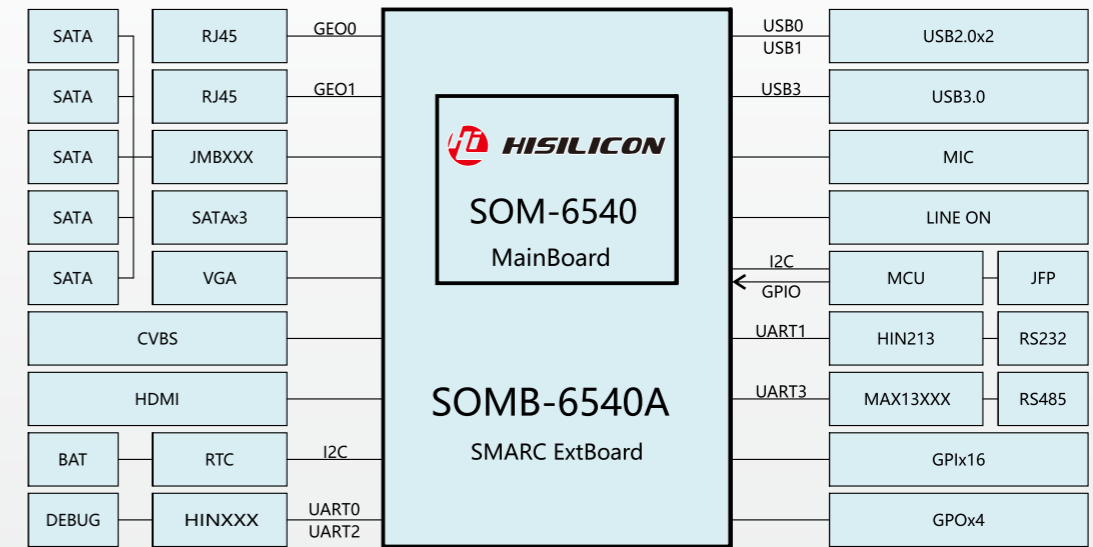 SATA RJ45 GEO0 USB0 USB2.0x2
USB1
SATA RJ45 GEO1 USB3 USB3.0
Hi HISILICON
SATA JMBXXX MIC
SATA SATAx3 SOM-6540 LINE ON
MainBoard
SATA VGA I2C MCU JFP
GPIO
CVBS UART1 HIN213 RS232
HDMI SOMB-6540A UART3 MAX13XXX RS485
BAT RTC I2C SMARC ExtBoard GPIx16
DEBUG HINXXX UART0 GPOx4
UART2